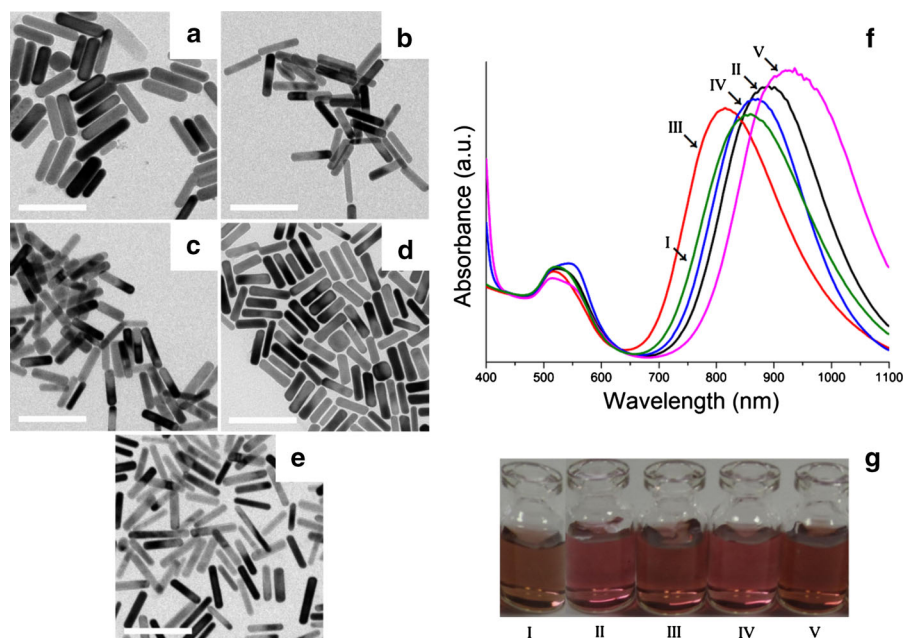 a
b
c
d
e
f
V
II
IV
III
I
Absorbance (a.u.)
400 500 600 700 800 900 1000 1100
Wavelength (nm)
g
I II III IV V